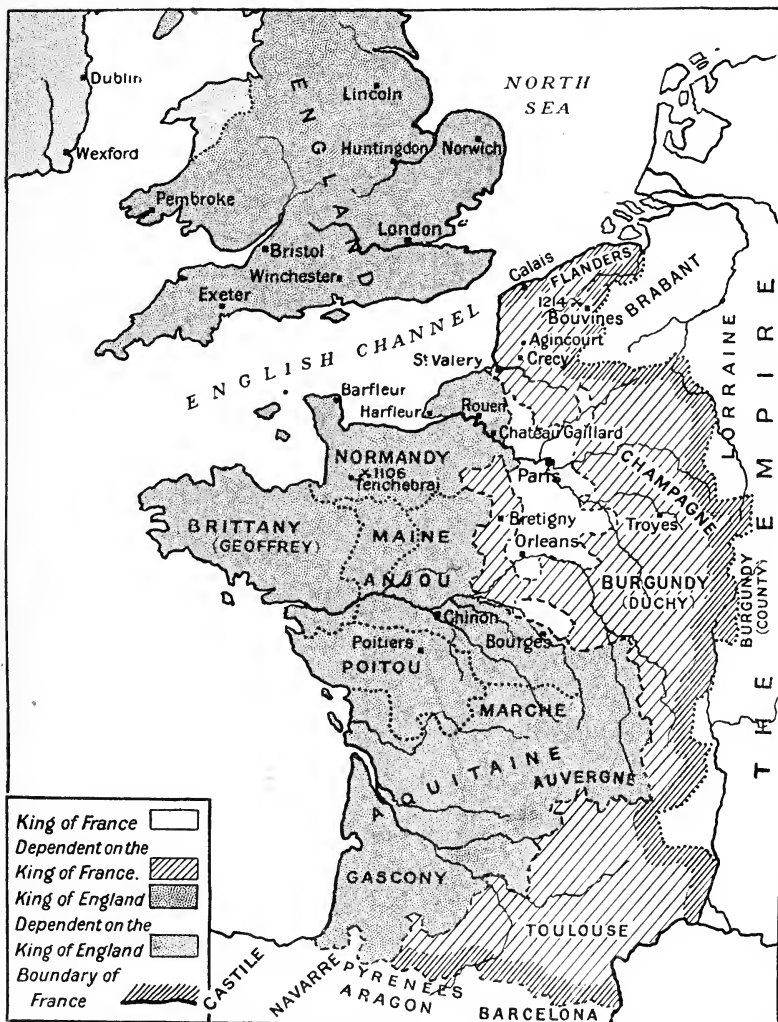 Dublin
Wexford
Pembroke
ENGLAND
Lincoln
Huntingdon
Norwich
London
Bristol
Winchester
Exeter
NORTH
SEA
ENGLISH CHANNEL
Calais
FLANDERS
1214 x
Bouvines
BRABANT
Agincourt
Crecy
St Valery
LORRAINE
THE EMPIRE
Barfleur
Harfleur
Rouen
Chateau Gaillard
NORMANDY
x 1106
Tenchebrai
Paris
CHAMPAGNE
BRITTANY
(GEOFFREY)
MAINE
ANJOU
Bretigny
Orleans
Troyes
BURGUNDY
(DUCHY)
BURGUNDY
(COUNTY)
Chinon
Bourges
Poitiers
POITOU
MARCHE
AQUITAINE
AUVERGNE
GASCONY
TOULOUSE
CASTILE
NAVARRE
PYRENEES
ARAGON
BARCELONA
King of France
Dependent on the
King of France.
King of England
Dependent on the
King of England
Boundary of
France